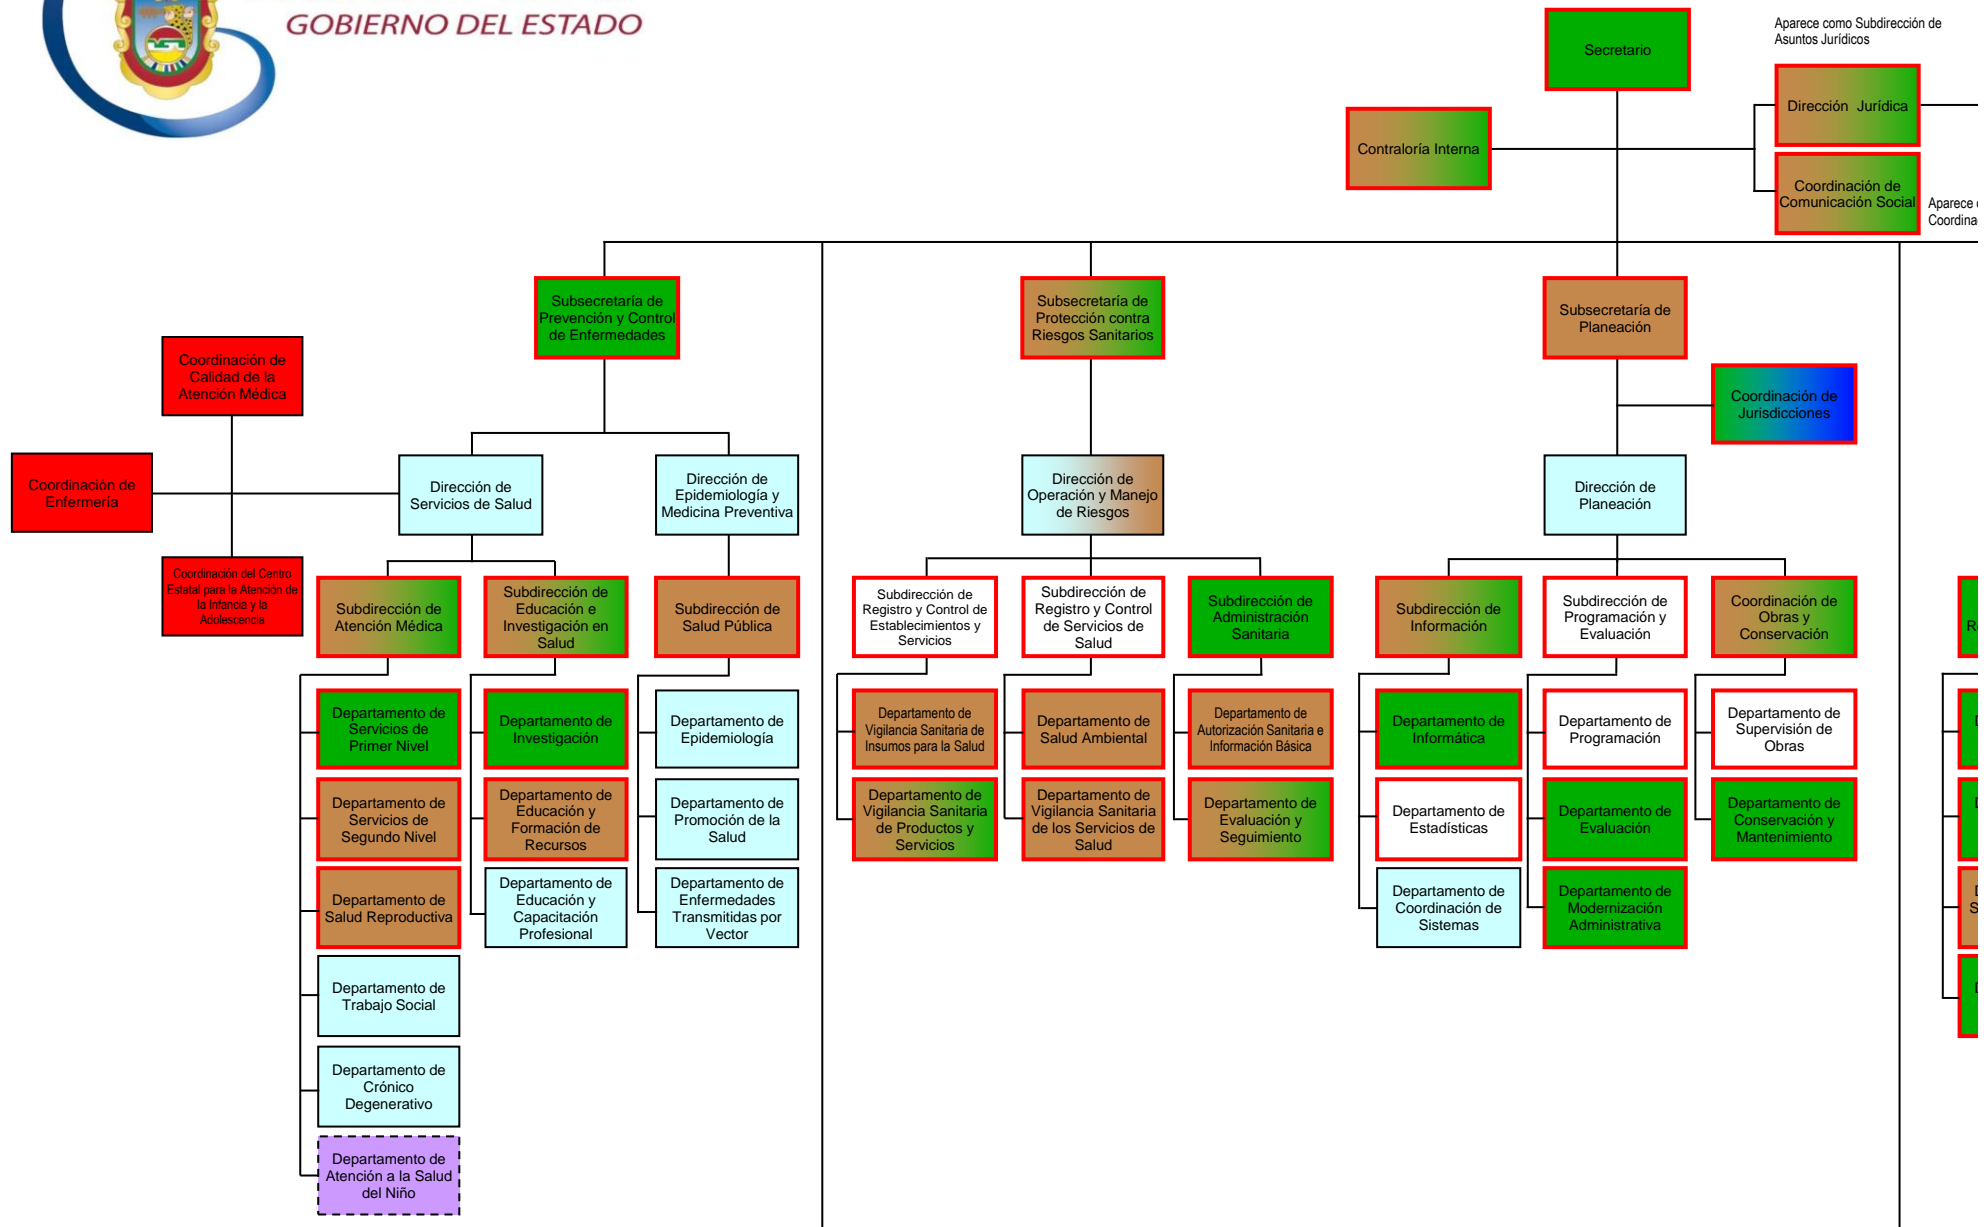 GOBIERNO DEL ESTADO
Secretario
Aparece como Subdirección de
Asuntos Jurídicos
Dirección Jurídica
Contraloría Interna
Coordinación de
Comunicación Social
Aparece
Subsecretaría de
Prevención y Control
de Enfermedades
Subsecretaría de
Protección contra
Riesgos Sanitarios
Subsecretaría de
Planeación
Coordinación de
Calidad de la
Atención Médica
Coordinación de
Jurisdicciones
Coordinación de
Enfermería
Dirección de
Servicios de Salud
Dirección de
Epidemiología y
Medicina Preventiva
Dirección de
Operación y Manejo
de Riesgos
Dirección de
Planeación
Coordinación del Centro
Estatal para la Atención de
la Infancia y la
Adolescencia
Subdirección de
Atención Médica
Subdirección de
Educación e
Investigación en
Salud
Subdirección de
Salud Pública
Subdirección de
Registro y Control de
Establecimientos y
Servicios
Subdirección de
Registro y Control
de Servicios de
Salud
Subdirección de
Administración
Sanitaria
Subdirección de
Información
Subdirección de
Programación y
Evaluación
Coordinación de
Obras y
Conservación
Departamento de
Servicios de
Primer Nivel
Departamento de
Investigación
Departamento de
Epidemiología
Departamento de
Vigilancia Sanitaria de
Insumos para la Salud
Departamento de
Salud Ambiental
Departamento de
Autorización Sanitaria e
Información Básica
Departamento de
Informática
Departamento de
Programación
Departamento de
Supervisión de
Obras
Departamento de
Servicios de
Segundo Nivel
Departamento de
Educación y
Formación de
Recursos
Departamento de
Promoción de la
Salud
Departamento de
Vigilancia Sanitaria
de Productos y
Servicios
Departamento de
Vigilancia Sanitaria
de los Servicios de
Salud
Departamento de
Evaluación y
Seguimiento
Departamento de
Estadísticas
Departamento de
Evaluación
Departamento de
Conservación y
Mantenimiento
Departamento de
Salud Reproductiva
Departamento de
Educación y
Capacitación
Profesional
Departamento de
Enfermedades
Transmitidas por
Vector
Departamento de
Coordinación de
Sistemas
Departamento de
Modernización
Administrativa
Departamento de
Trabajo Social
Departamento de
Crónico
Degenerativo
Departamento de
Atención a la Salud
del Niño